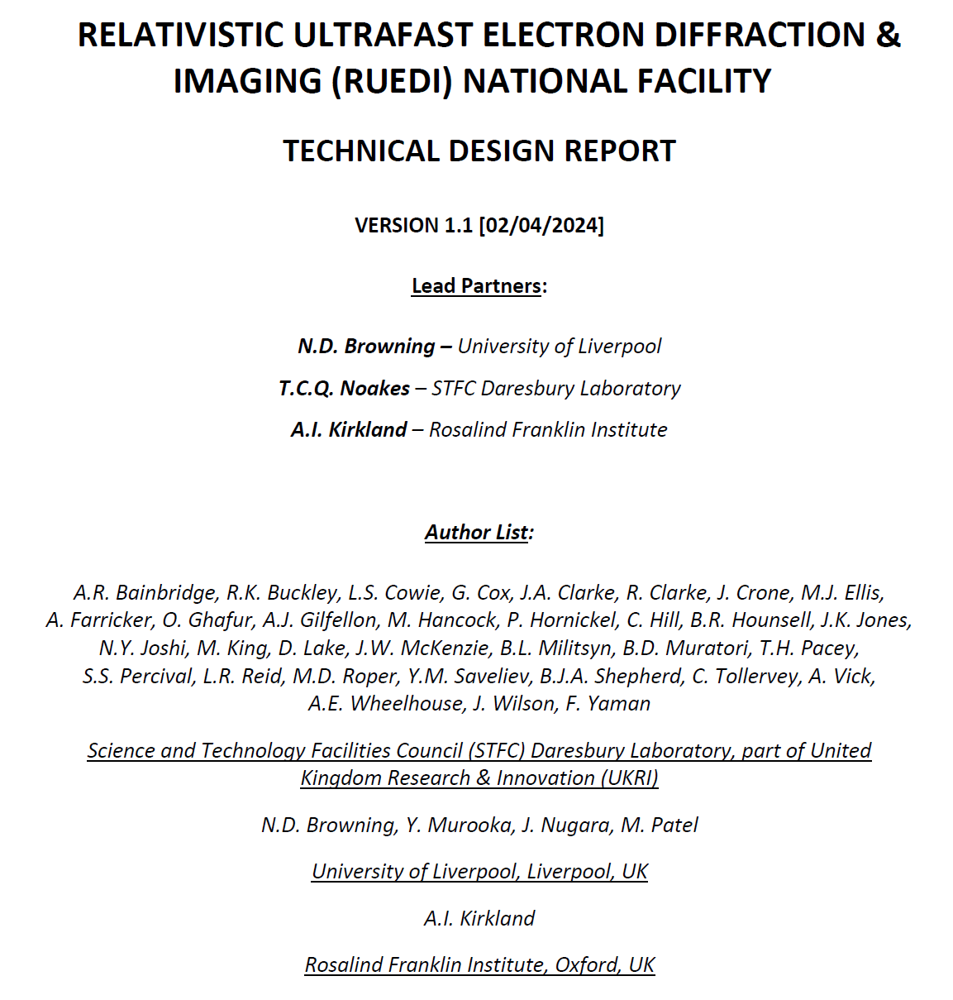 RELATIVISTIC ULTRAFAST ELECTRON DIFFRACTION &
IMAGING (RUEDI) NATIONAL FACILITY
TECHNICAL DESIGN REPORT
VERSION 1.1 [02/04/2024]
Lead Partners:
N.D. Browning – University of Liverpool
T.C.Q. Noakes – STFC Daresbury Laboratory
A.I. Kirkland – Rosalind Franklin Institute
Author List:
A.R. Bainbridge, R.K. Buckley, L.S. Cowie, G. Cox, J.A. Clarke, R. Clarke, J. Crone, M.J. Ellis,
A. Farricker, O. Ghafur, A.J. Gilfellon, M. Hancock, P. Hornickel, C. Hill, B.R. Hounsell, J.K. Jones,
N.Y. Joshi, M. King, D. Lake, J.W. McKenzie, B.L. Militsyn, B.D. Muratori, T.H. Pacey,
S.S. Percival, L.R. Reid, M.D. Roper, Y.M. Saveliev, B.J.A. Shepherd, C. Tollervey, A. Vick,
A.E. Wheelhouse, J. Wilson, F. Yaman
Science and Technology Facilities Council (STFC) Daresbury Laboratory, part of United
Kingdom Research & Innovation (UKRI)
N.D. Browning, Y. Murooka, J. Nugara, M. Patel
University of Liverpool, Liverpool, UK
A.I. Kirkland
Rosalind Franklin Institute, Oxford, UK